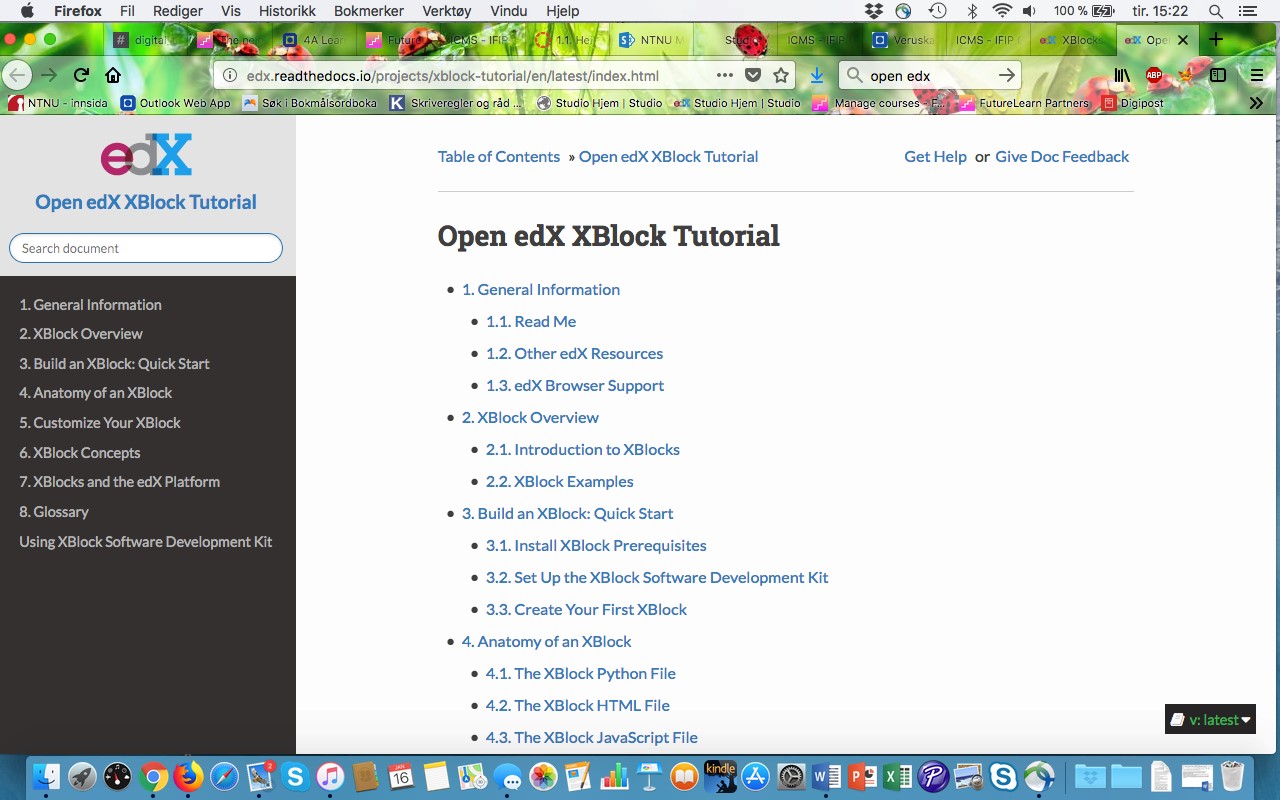 Firefox Fil Rediger Vis Historikk Bokmerker Verktøy Vindu Hjelp 100 % tir. 15:22
digital 4A Lear Future ICMS - IFIP 1.1. Hei NTNU M Stud ICMS - IFIP Veruska ICMS - IFIP XBlocks Ope
edx.readthedocs.io/projects/xblock-tutorial/en/latest/index.html open edx ABP
NTNU - innsida Outlook Web App Søk i Bokmålsordboka Skriveregler og råd ... Studio Hjem | Studio Studio Hjem | Studio Manage courses - F... FutureLearn Partners Digipost
edX
Open edX XBlock Tutorial
Search document
1. General Information
2. XBlock Overview
3. Build an XBlock: Quick Start
4. Anatomy of an XBlock
5. Customize Your XBlock
6. XBlock Concepts
7. XBlocks and the edX Platform
8. Glossary
Using XBlock Software Development Kit
Table of Contents » Open edX XBlock Tutorial Get Help or Give Doc Feedback
Open edX XBlock Tutorial
1. General Information
1.1. Read Me
1.2. Other edX Resources
1.3. edX Browser Support
2. XBlock Overview
2.1. Introduction to XBlocks
2.2. XBlock Examples
3. Build an XBlock: Quick Start
3.1. Install XBlock Prerequisites
3.2. Set Up the XBlock Software Development Kit
3.3. Create Your First XBlock
4. Anatomy of an XBlock
4.1. The XBlock Python File
4.2. The XBlock HTML File
4.3. The XBlock JavaScript File
v: latest
2 JAN 16 kindle